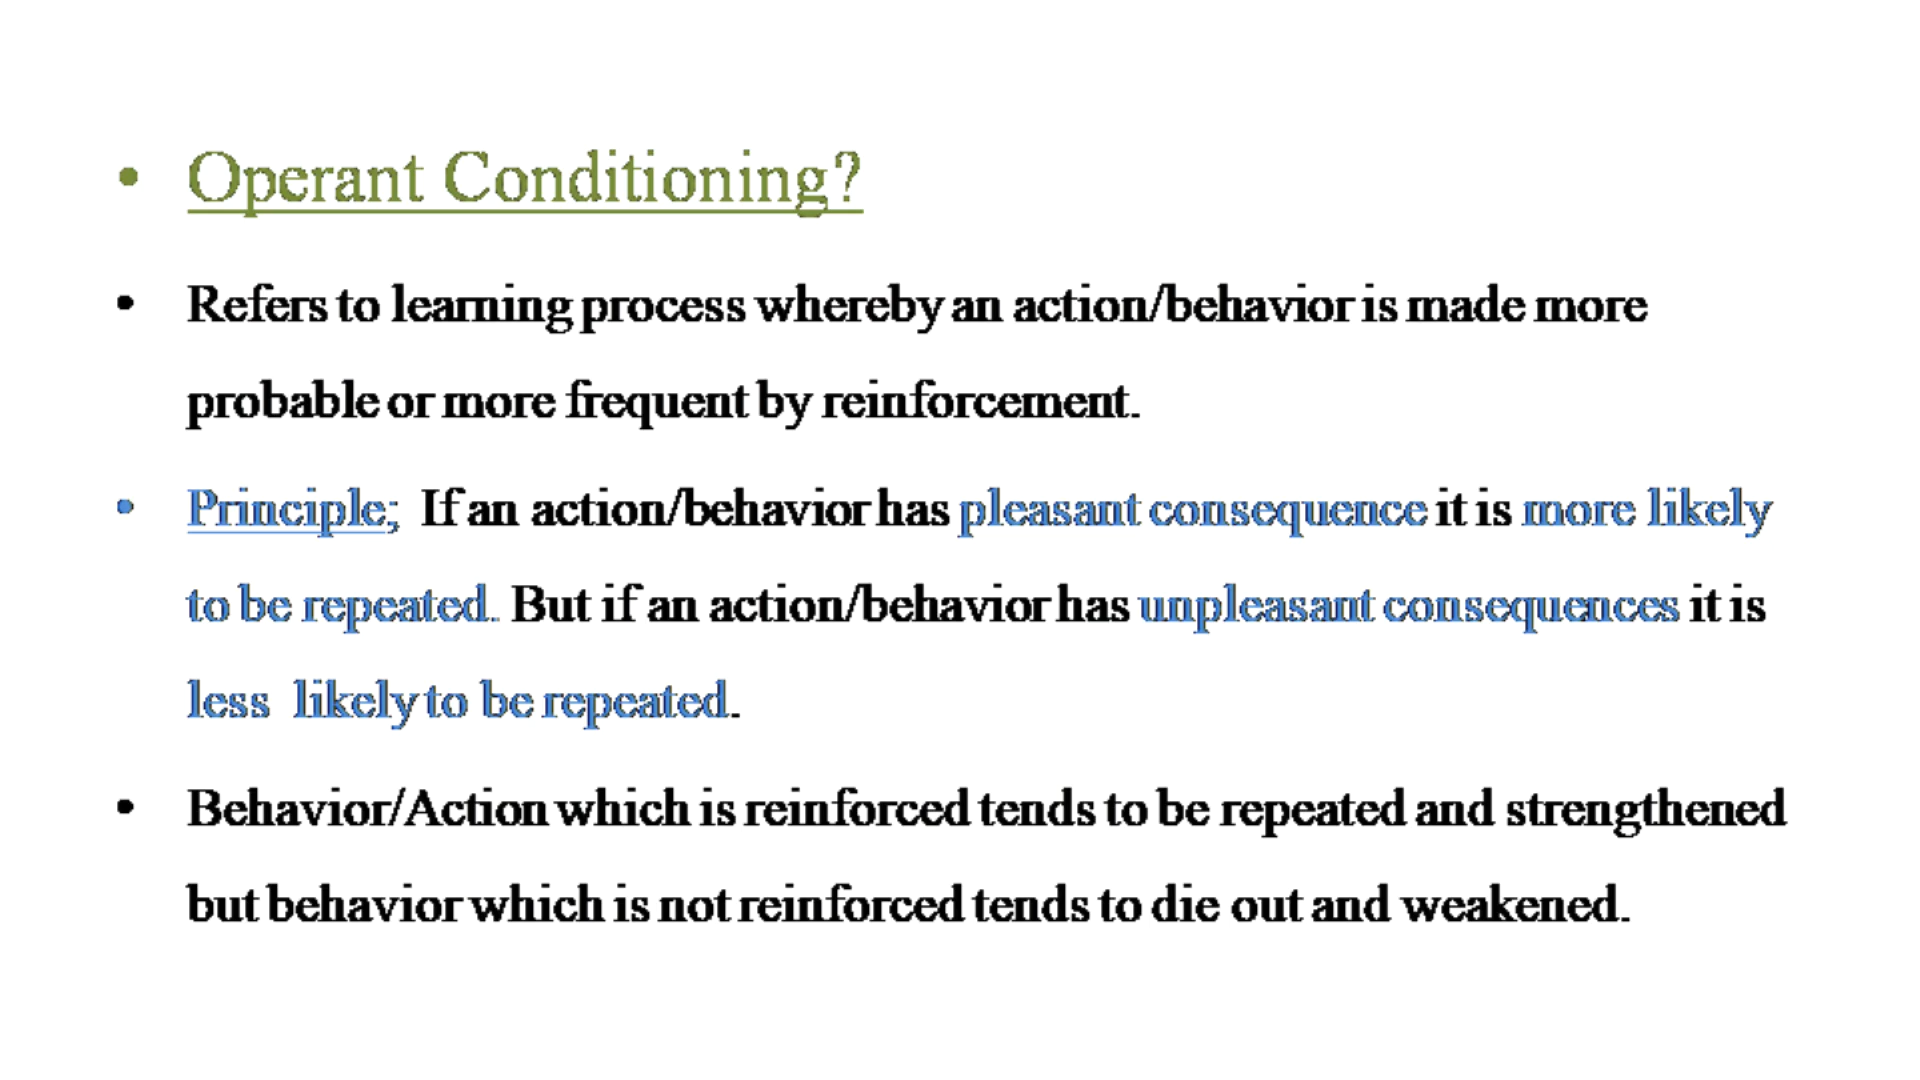 • Operant Conditioning?
• Refers to learning process whereby an action/behavior is made more
probable or more frequent by reinforcement.
• Principle; If an action/behavior has pleasant consequence it is more likely
to be repeated. But if an action/behavior has unpleasant consequences it is
less likely to be repeated.
• Behavior/Action which is reinforced tends to be repeated and strengthened
but behavior which is not reinforced tends to die out and weakened.